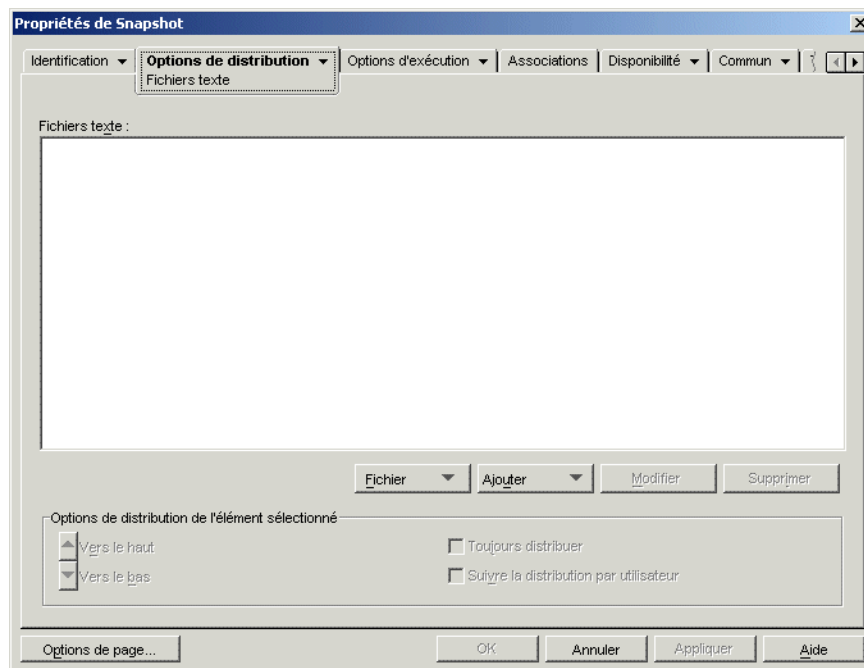 Propriétés de Snapshot
Identification Options de distribution Options d'exécution Associations Disponibilité Commun
Fichiers texte
Fichiers texte :
Fichier Ajouter Modifier Supprimer
Options de distribution de l'élément sélectionné
Vers le haut Toujours distribuer
Vers le bas Suivre la distribution par utilisateur
Options de page... OK Annuler Appliquer Aide